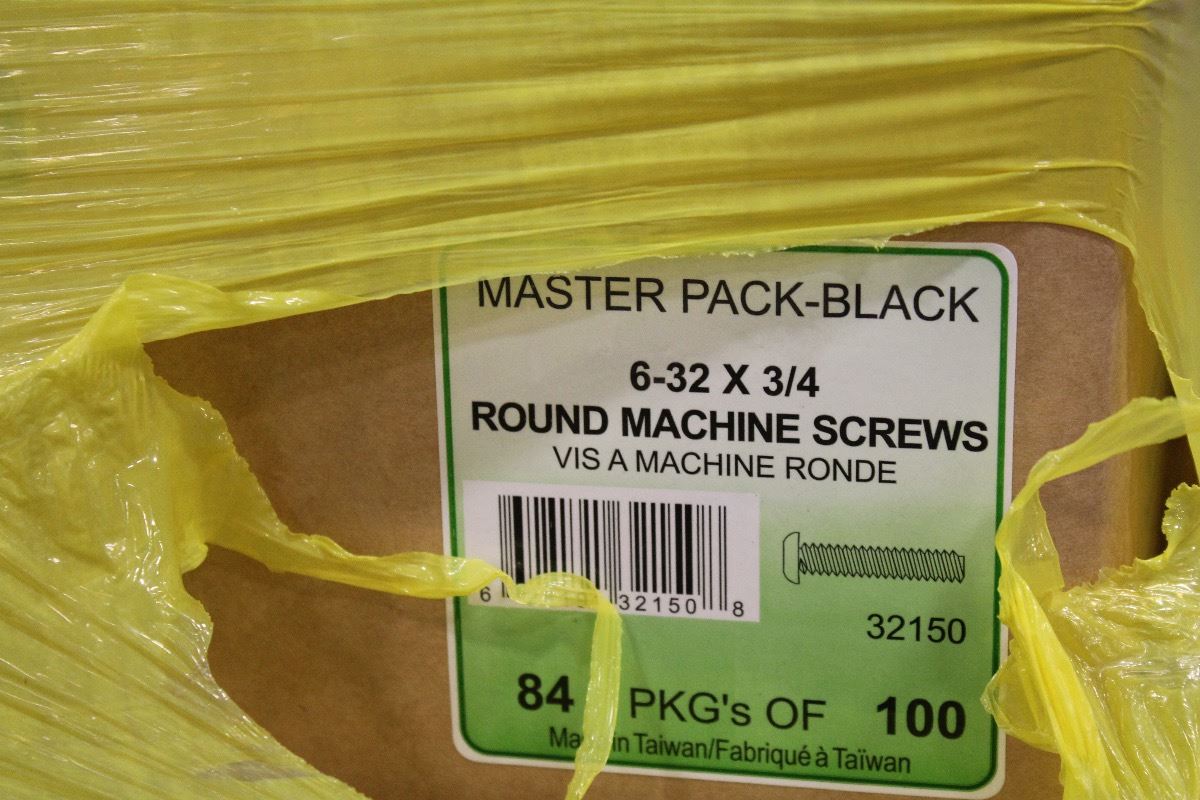 MASTER PACK-BLACK
6-32 X 3/4
ROUND MACHINE SCREWS
VIS A MACHINE RONDE
6 32150 8
32150
84 PKG's OF 100
in Taiwan/Fabriqué à Taïwan